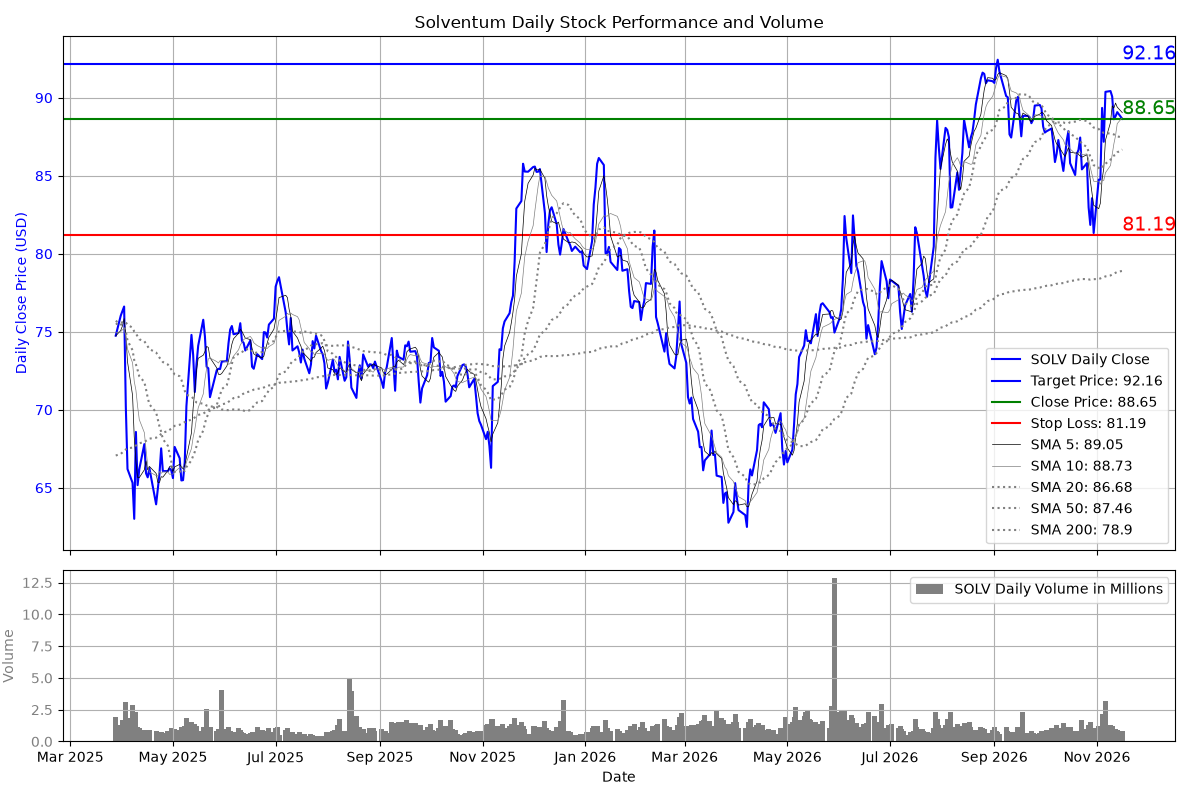 Solventum Daily Stock Performance and Volume
Daily Close Price (USD)
90
85
80
75
70
65
92.16
88.65
81.19
SOLV Daily Close
Target Price: 92.16
Close Price: 88.65
Stop Loss: 81.19
SMA 5: 89.05
SMA 10: 88.73
SMA 20: 86.68
SMA 50: 87.46
SMA 200: 78.9
Volume
12.5
10.0
7.5
5.0
2.5
0.0
SOLV Daily Volume in Millions
Mar 2025
May 2025
Jul 2025
Sep 2025
Nov 2025
Jan 2026
Mar 2026
May 2026
Jul 2026
Sep 2026
Nov 2026
Date